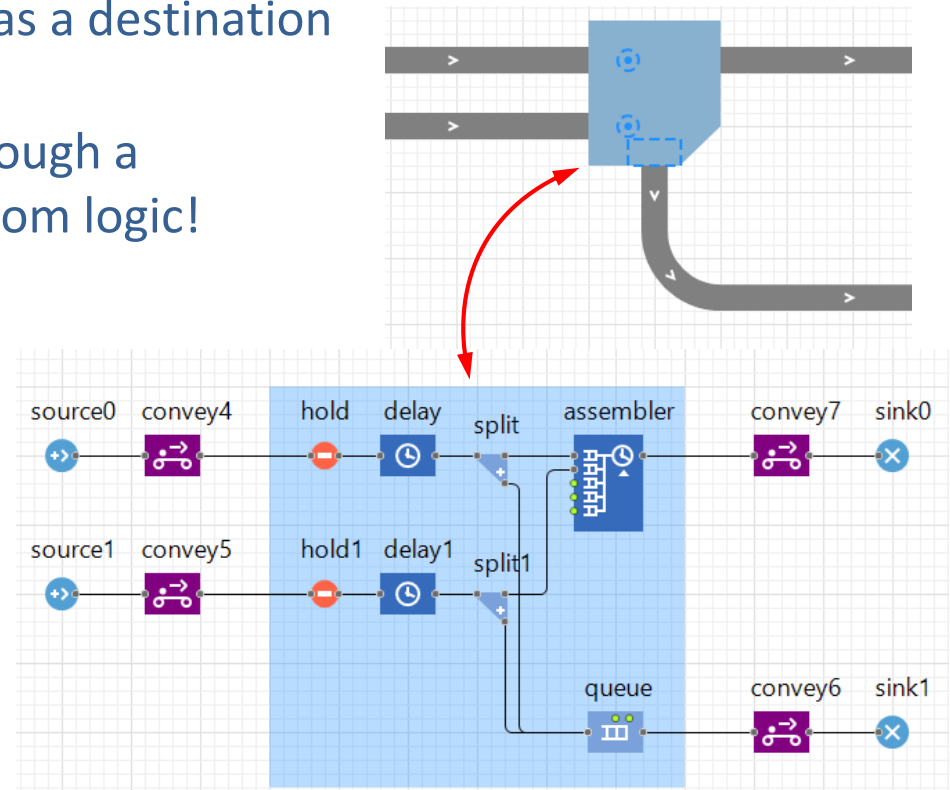 as a destination
ough a
om logic!
source0 convey4 hold delay split assembler convey7 sink0
source1 convey5 hold1 delay1 split1
queue convey6 sink1